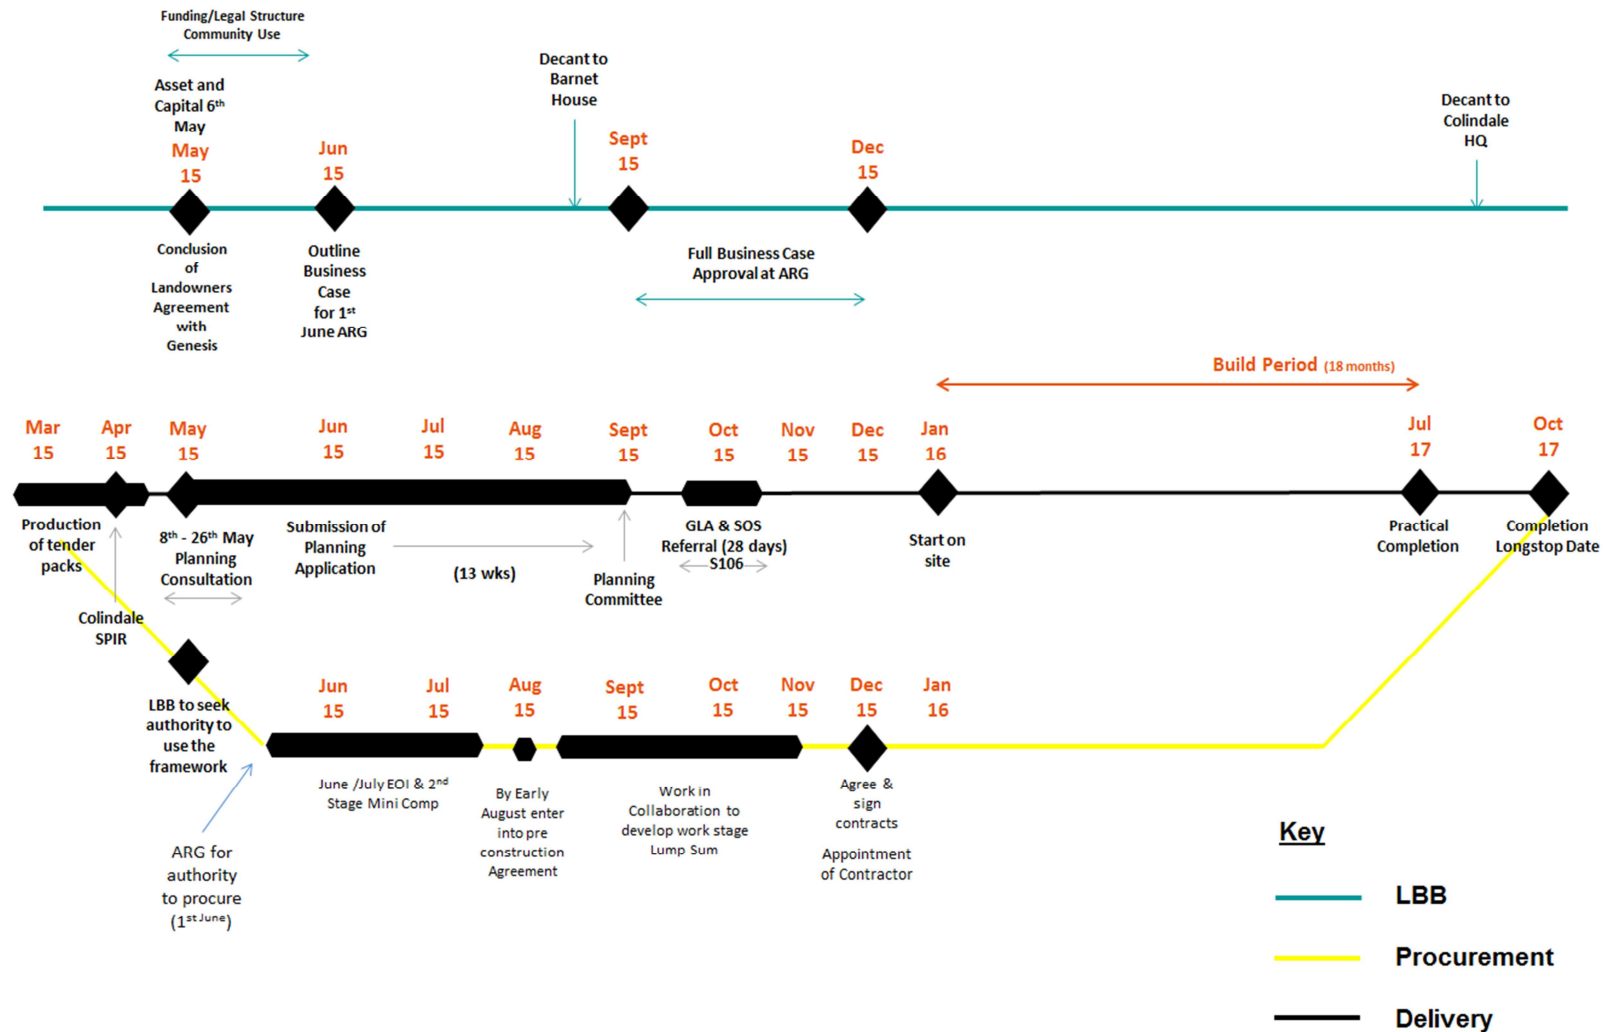 Funding/Legal Structure
Community Use
Asset and
Capital 6th
May
May
15
Jun
15
Decant to
Barnet
House
Sept
15
Dec
15
Decant to
Colindale
HQ
Conclusion
of
Landowners
Agreement
with
Genesis
Outline
Business
Case
for 1st
June ARG
Full Business Case
Approval at ARG
Build Period (18 months)
Mar
15
Apr
15
May
15
Jun
15
Jul
15
Aug
15
Sept
15
Oct
15
Nov
15
Dec
15
Jan
16
Jul
17
Oct
17
Production
of tender
packs
Colindale
SPIR
8th - 26th May
Planning
Consultation
Submission of
Planning
Application
(13 wks)
Planning
Committee
GLA & SOS
Referral (28 days)
S106
Start on
site
Practical
Completion
Completion
Longstop Date
LBB to seek
authority to
use the
framework
ARG for
authority
to procure
(1st June)
Jun
15
Jul
15
Aug
15
Sept
15
Oct
15
Nov
15
Dec
15
Jan
16
June /July EOI & 2nd
Stage Mini Comp
By Early
August enter
into pre
construction
Agreement
Work in
Collaboration to
develop work stage
Lump Sum
Agree &
sign
contracts
Appointment
of Contractor
Key
LBB
Procurement
Delivery